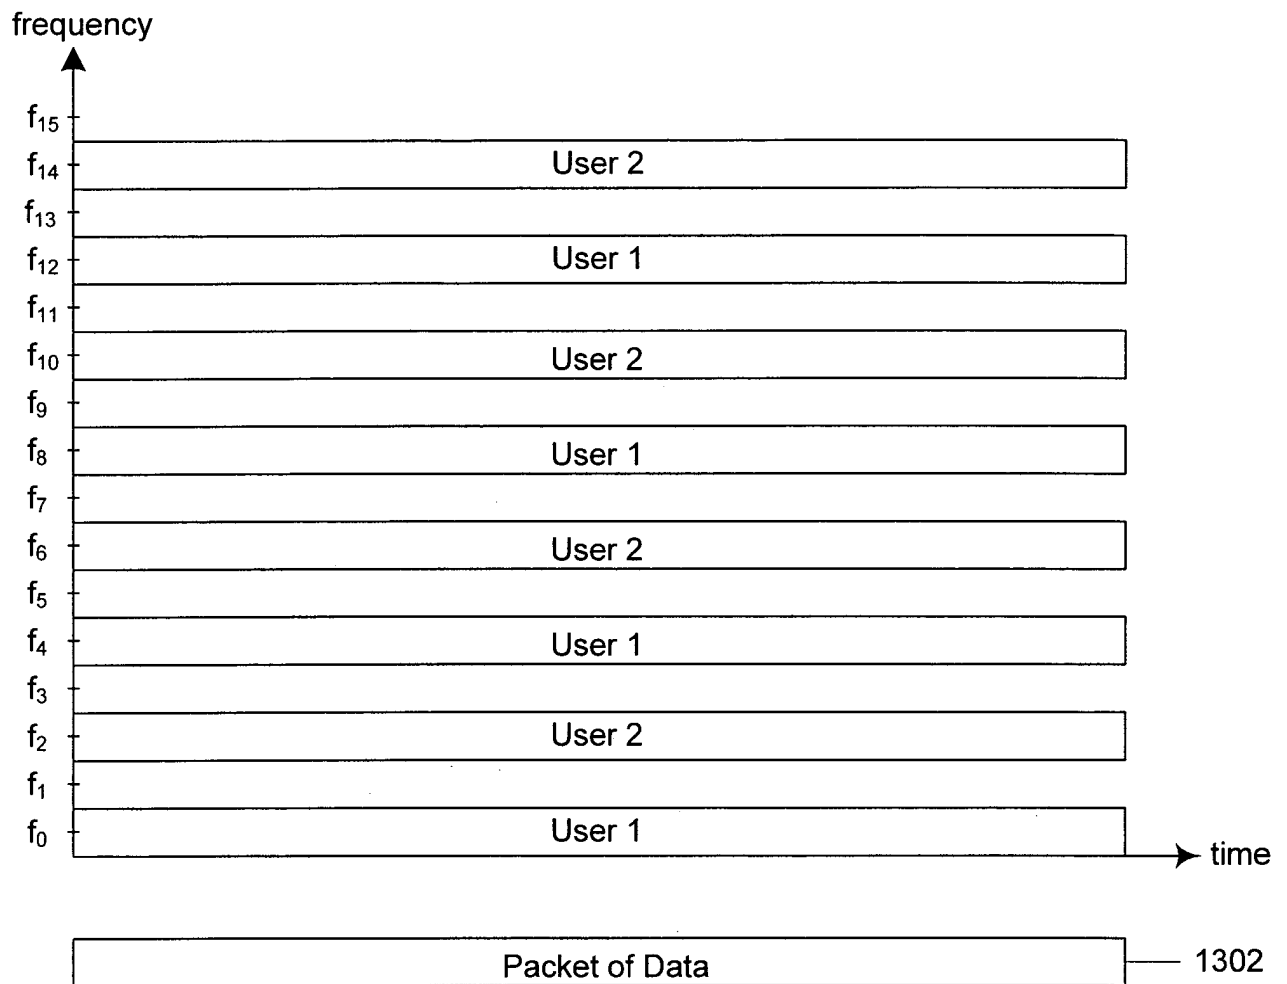 frequency
f15
f14 User 2
f13
f12 User 1
f11
f10 User 2
f9
f8 User 1
f7
f6 User 2
f5
f4 User 1
f3
f2 User 2
f1
f0 User 1
time
Packet of Data 1302